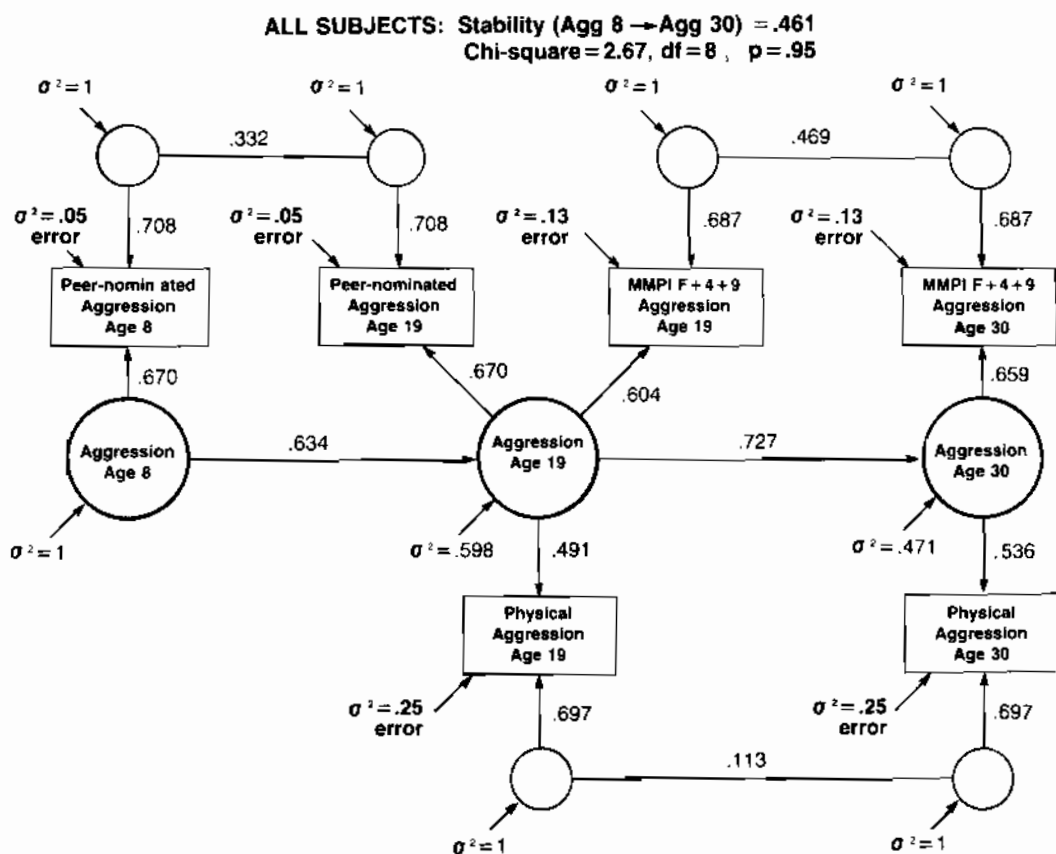 ALL SUBJECTS: Stability (Agg 8 → Agg 30) = .461
Chi-square = 2.67, df = 8 , p = .95
σ² = 1
σ² = 1
σ² = 1
σ² = 1
.332
.469
σ² = .05
error
.708
σ² = .05
error
.708
σ² = .13
error
.687
σ² = .13
error
.687
Peer-nomin ated
Aggression
Age 8
Peer-nominated
Aggression
Age 19
MMPI F + 4 + 9
Aggression
Age 19
MMPI F + 4 + 9
Aggression
Age 30
.670
.670
.604
.659
Aggression
Age 8
.634
Aggression
Age 19
.727
Aggression
Age 30
σ² = 1
σ² = .598
.491
σ² = .471
.536
Physical
Aggression
Age 19
Physical
Aggression
Age 30
σ² = .25
error
.697
σ² = .25
error
.697
.113
σ² = 1
σ² = 1